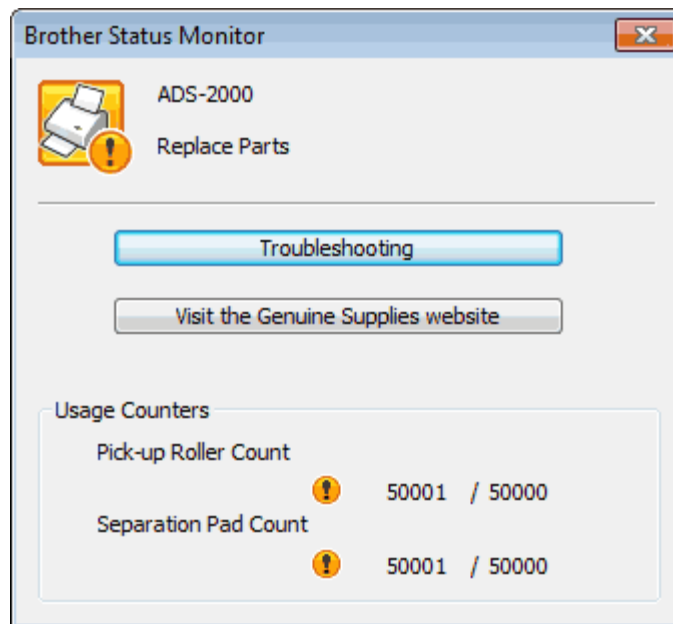 Brother Status Monitor
ADS-2000
Replace Parts
Troubleshooting
Visit the Genuine Supplies website
Usage Counters
Pick-up Roller Count
50001 / 50000
Separation Pad Count
50001 / 50000